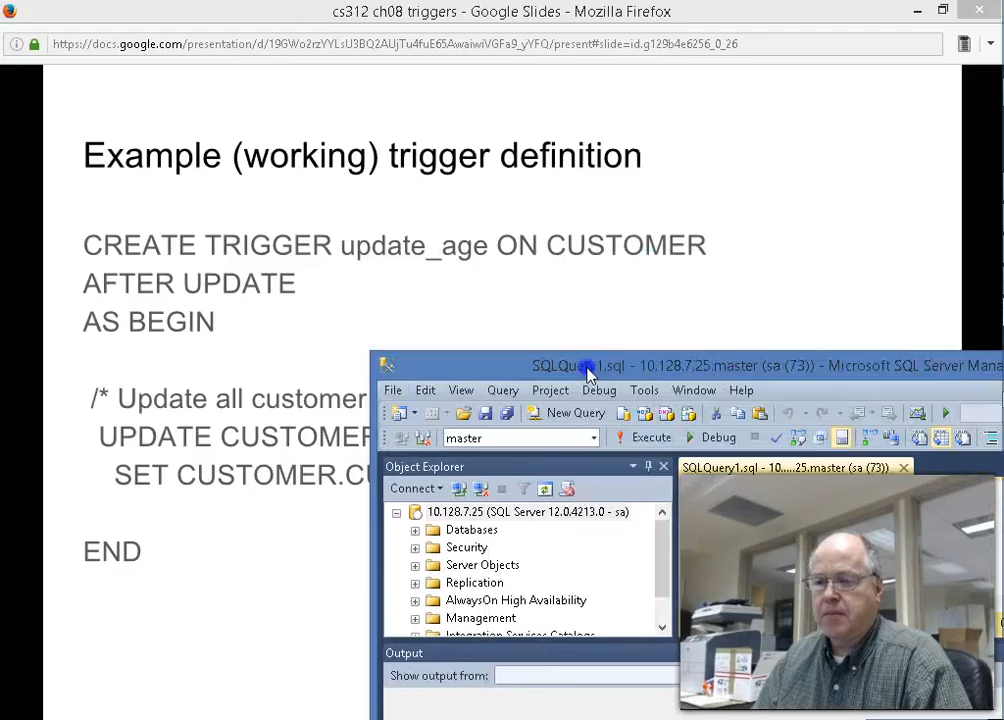 cs312 ch08 triggers - Google Slides - Mozilla Firefox
https://docs.google.com/presentation/d/19GWo2rzYYLsU3BQ2AUjTu4fuE65AwaiwiVGFa9_yYFQ/present#slide=id.g129b4e6256_0_26
Example (working) trigger definition
CREATE TRIGGER update_age ON CUSTOMER
AFTER UPDATE
AS BEGIN
/* Update all customer
UPDATE CUSTOMER
SET CUSTOMER.CU
END
SQLQuery1.sql - 10.128.7.25.master (sa (73)) - Microsoft SQL Server Mana
File Edit View Query Project Debug Tools Window Help
New Query
master
Execute
Debug
Object Explorer
SQLQuery1.sql - 10.....25.master (sa (73))
Connect
10.128.7.25 (SQL Server 12.0.4213.0 - sa)
Databases
Security
Server Objects
Replication
AlwaysOn High Availability
Management
Integration Services Catalogs
Output
Show output from: